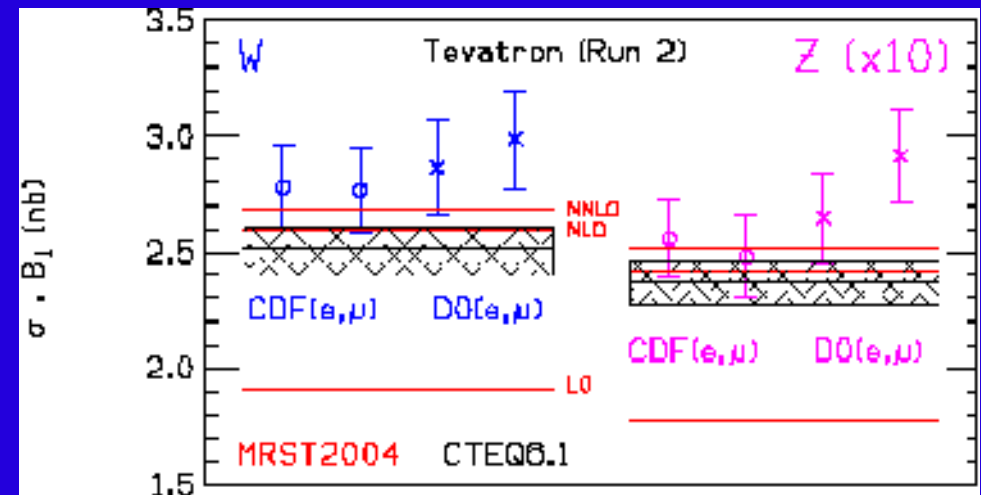 3.5
W Tevatron (Run 2) Z (x10)
3.0
NNLO
NLO
2.5
σ . Bl (nb)
CDF(e,μ) D0(e,μ)
CDF(e,μ) D0(e,μ)
2.0
LO
MRST2004 CTEQ6.1
1.5